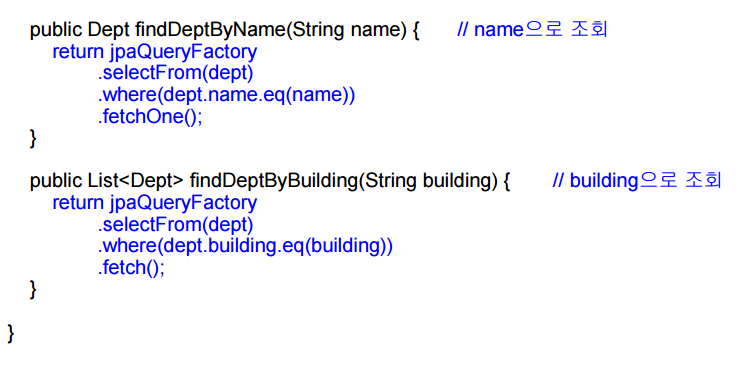 public Dept findDeptByName(String name) { // name으로 조회
return jpaQueryFactory
.selectFrom(dept)
.where(dept.name.eq(name))
.fetchOne();
}
public List<Dept> findDeptByBuilding(String building) { // building으로 조회
return jpaQueryFactory
.selectFrom(dept)
.where(dept.building.eq(building))
.fetch();
}
}